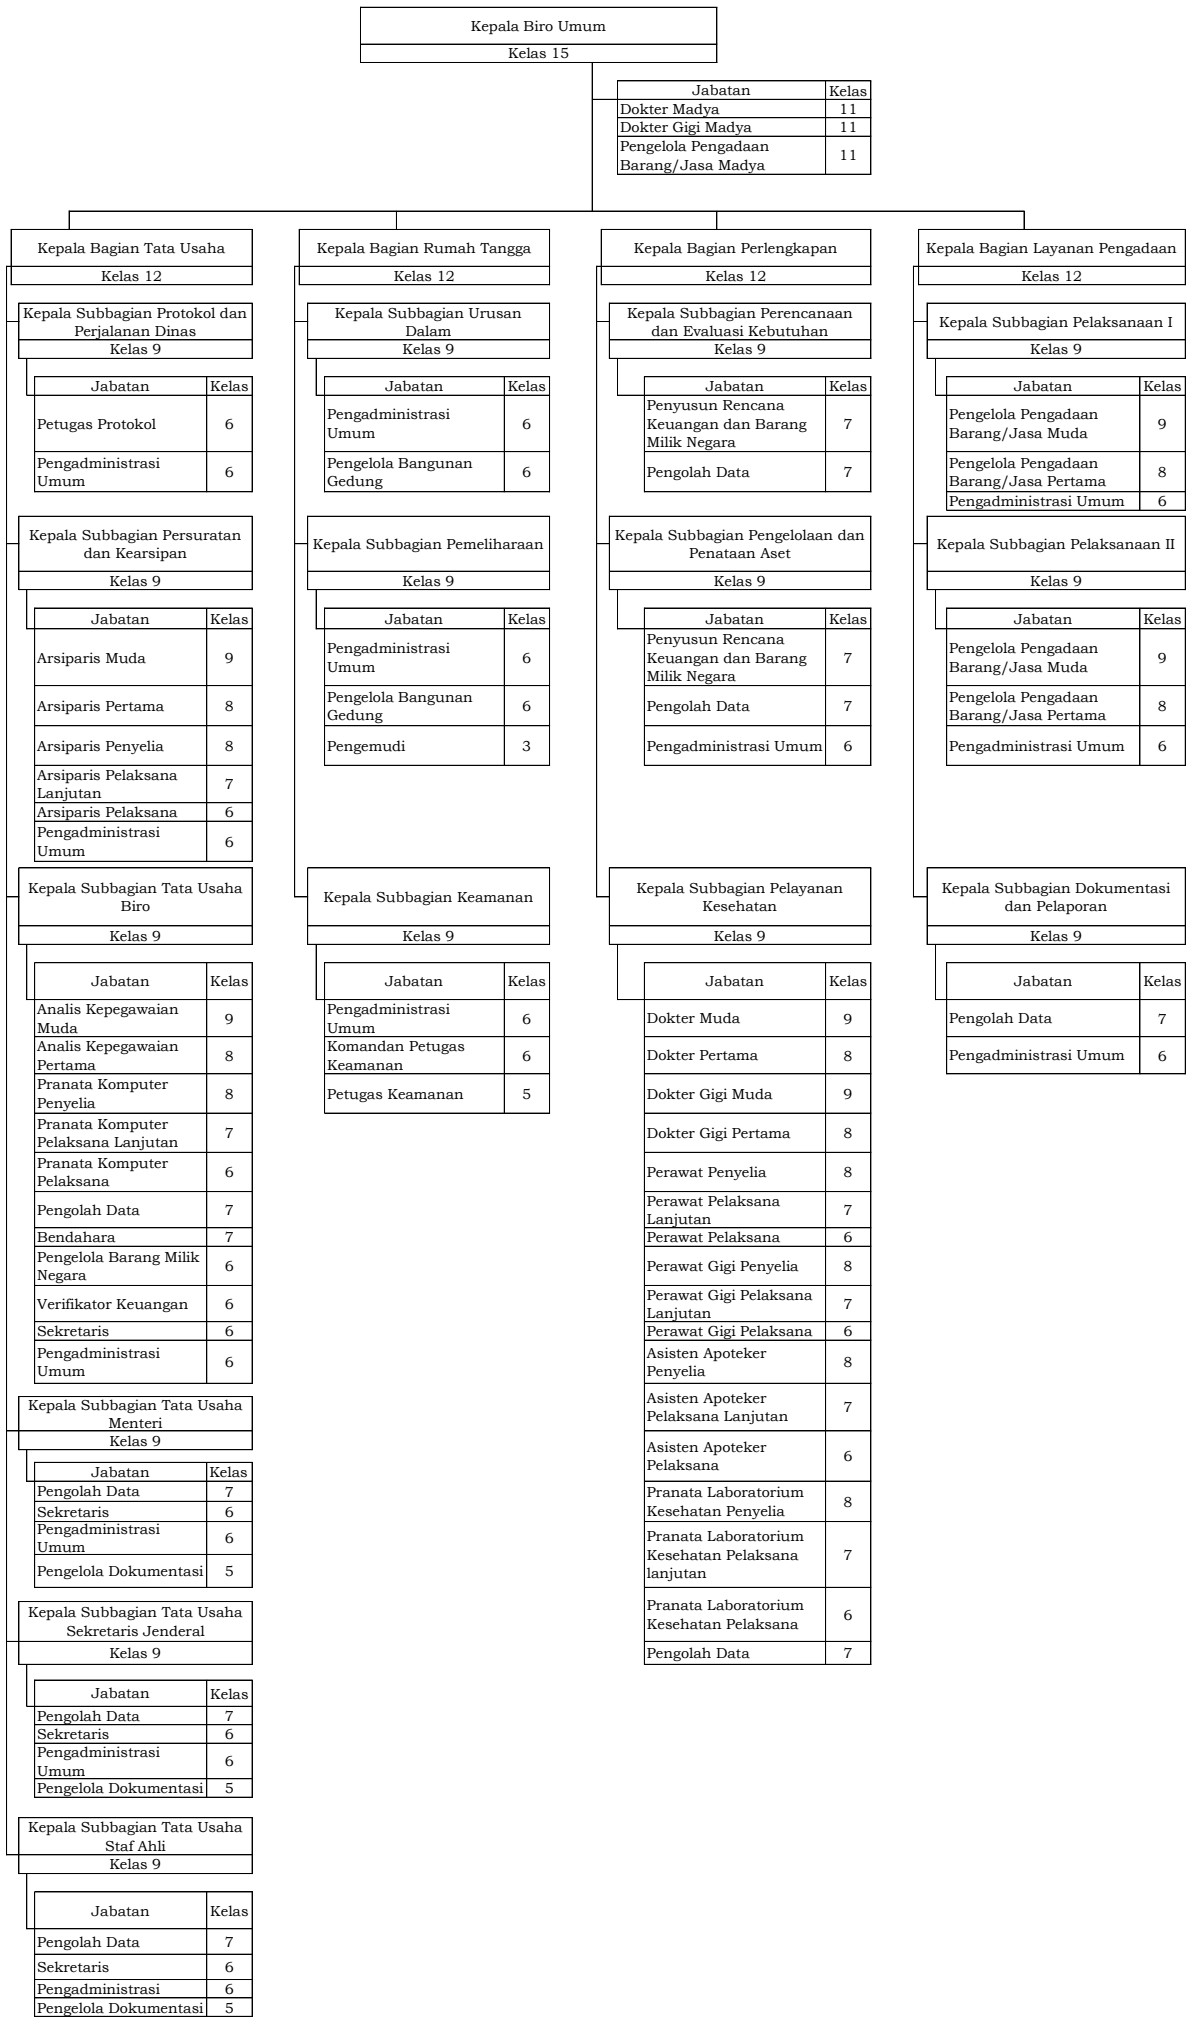 Kepala Biro Umum
Kelas 15
Jabatan Kelas
Dokter Madya 11
Dokter Gigi Madya 11
Pengelola Pengadaan
Barang/Jasa Madya 11
Kepala Bagian Tata Usaha
Kelas 12
Kepala Subbagian Protokol dan
Perjalanan Dinas
Kelas 9
Jabatan Kelas
Petugas Protokol 6
Pengadministrasi
Umum 6
Kepala Subbagian Persuratan
dan Kearsipan
Kelas 9
Jabatan Kelas
Arsiparis Muda 9
Arsiparis Pertama 8
Arsiparis Penyelia 8
Arsiparis Pelaksana
Lanjutan 7
Arsiparis Pelaksana 6
Pengadministrasi
Umum 6
Kepala Subbagian Tata Usaha
Biro
Kelas 9
Jabatan Kelas
Analis Kepegawaian
Muda 9
Analis Kepegawaian
Pertama 8
Pranata Komputer
Penyelia 8
Pranata Komputer
Pelaksana Lanjutan 7
Pranata Komputer
Pelaksana 6
Pengolah Data 7
Bendahara 7
Pengelola Barang Milik
Negara 6
Verifikator Keuangan 6
Sekretaris 6
Pengadministrasi
Umum 6
Kepala Subbagian Tata Usaha
Menteri
Kelas 9
Jabatan Kelas
Pengolah Data 7
Sekretaris 6
Pengadministrasi
Umum 6
Pengelola Dokumentasi 5
Kepala Subbagian Tata Usaha
Sekretaris Jenderal
Kelas 9
Jabatan Kelas
Pengolah Data 7
Sekretaris 6
Pengadministrasi
Umum 6
Pengelola Dokumentasi 5
Kepala Subbagian Tata Usaha
Staf Ahli
Kelas 9
Jabatan Kelas
Pengolah Data 7
Sekretaris 6
Pengadministrasi 6
Pengelola Dokumentasi 5
Kepala Bagian Rumah Tangga
Kelas 12
Kepala Subbagian Urusan
Dalam
Kelas 9
Jabatan Kelas
Pengadministrasi
Umum 6
Pengelola Bangunan
Gedung 6
Kepala Subbagian Pemeliharaan
Kelas 9
Jabatan Kelas
Pengadministrasi
Umum 6
Pengelola Bangunan
Gedung 6
Pengemudi 3
Kepala Subbagian Keamanan
Kelas 9
Jabatan Kelas
Pengadministrasi
Umum 6
Komandan Petugas
Keamanan 6
Petugas Keamanan 5
Kepala Bagian Perlengkapan
Kelas 12
Kepala Subbagian Perencanaan
dan Evaluasi Kebutuhan
Kelas 9
Jabatan Kelas
Penyusun Rencana
Keuangan dan Barang 7
Milik Negara
Pengolah Data 7
Kepala Subbagian Pengelolaan dan
Penataan Aset
Kelas 9
Jabatan Kelas
Penyusun Rencana
Keuangan dan Barang 7
Milik Negara
Pengolah Data 7
Pengadministrasi Umum 6
Kepala Subbagian Pelayanan
Kesehatan
Kelas 9
Jabatan Kelas
Dokter Muda 9
Dokter Pertama 8
Dokter Gigi Muda 9
Dokter Gigi Pertama 8
Perawat Penyelia 8
Perawat Pelaksana
Lanjutan 7
Perawat Pelaksana 6
Perawat Gigi Penyelia 8
Perawat Gigi Pelaksana
Lanjutan 7
Perawat Gigi Pelaksana 6
Asisten Apoteker
Penyelia 8
Asisten Apoteker
Pelaksana Lanjutan 7
Asisten Apoteker
Pelaksana 6
Pranata Laboratorium
Kesehatan Penyelia 8
Pranata Laboratorium
Kesehatan Pelaksana 7
lanjutan
Pranata Laboratorium
Kesehatan Pelaksana 6
Pengolah Data 7
Kepala Bagian Layanan Pengadaan
Kelas 12
Kepala Subbagian Pelaksanaan I
Kelas 9
Jabatan Kelas
Pengelola Pengadaan
Barang/Jasa Muda 9
Pengelola Pengadaan
Barang/Jasa Pertama 8
Pengadministrasi Umum 6
Kepala Subbagian Pelaksanaan II
Kelas 9
Jabatan Kelas
Pengelola Pengadaan
Barang/Jasa Muda 9
Pengelola Pengadaan
Barang/Jasa Pertama 8
Pengadministrasi Umum 6
Kepala Subbagian Dokumentasi
dan Pelaporan
Kelas 9
Jabatan Kelas
Pengolah Data 7
Pengadministrasi Umum 6